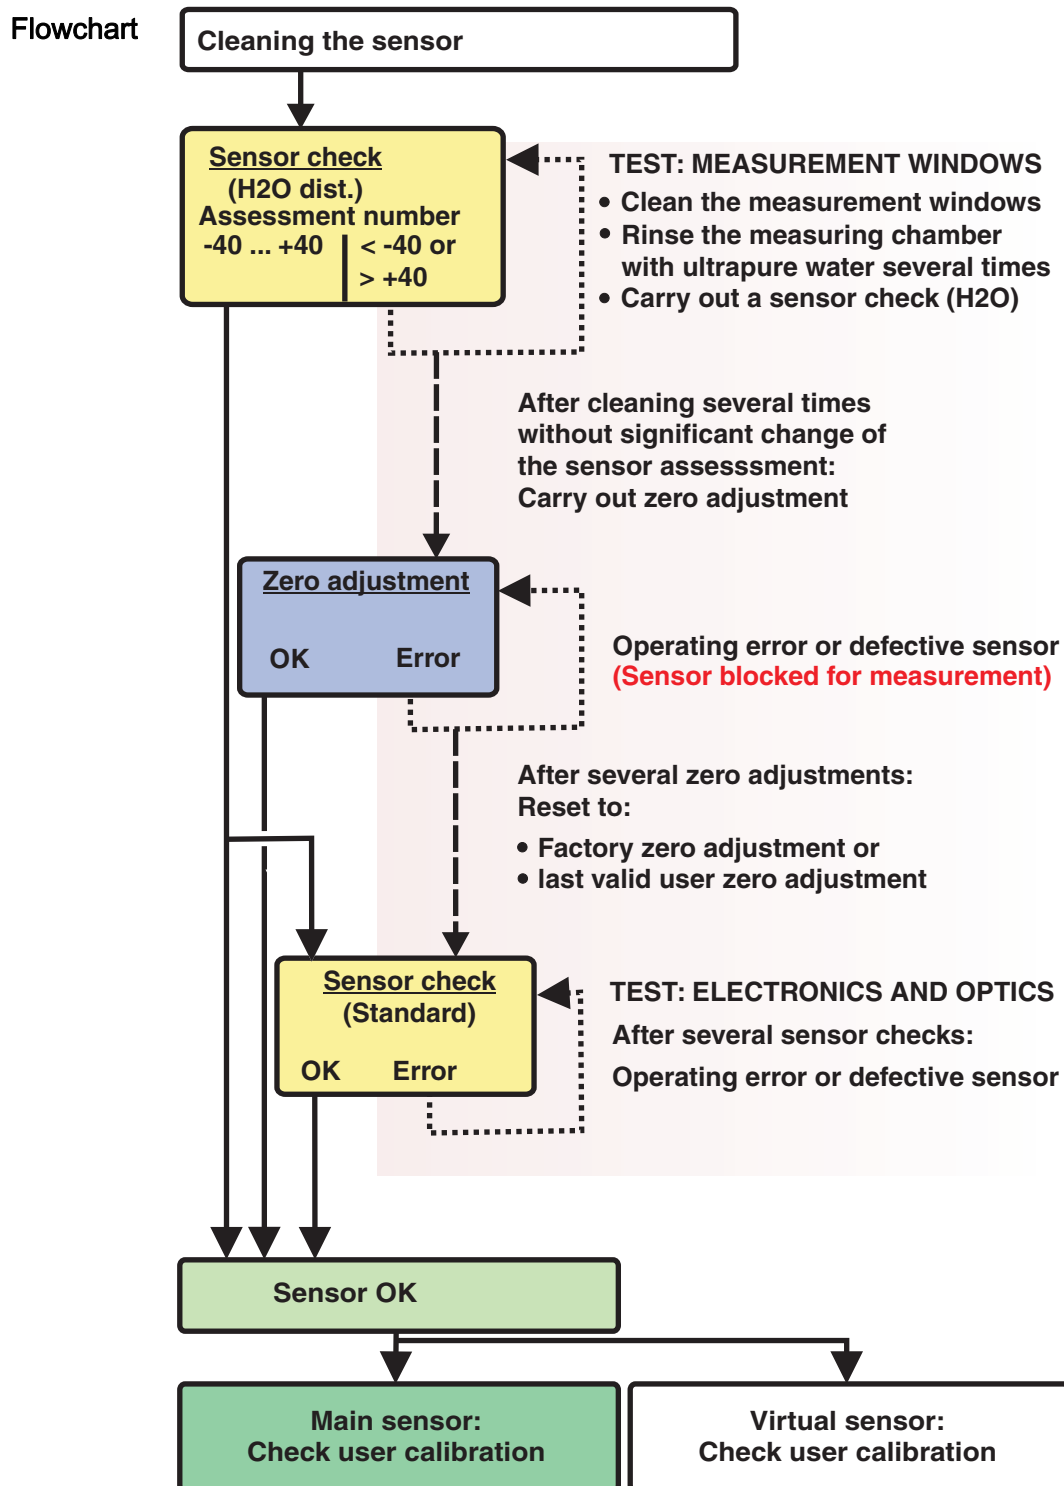 Flowchart
Cleaning the sensor
Sensor check
(H2O dist.)
Assessment number
-40 ... +40
< -40 or
> +40
TEST: MEASUREMENT WINDOWS
• Clean the measurement windows
• Rinse the measuring chamber
with ultrapure water several times
• Carry out a sensor check (H2O)
After cleaning several times
without significant change of
the sensor assesssment:
Carry out zero adjustment
Zero adjustment
OK Error
Operating error or defective sensor
(Sensor blocked for measurement)
After several zero adjustments:
Reset to:
• Factory zero adjustment or
• last valid user zero adjustment
Sensor check
(Standard)
OK Error
TEST: ELECTRONICS AND OPTICS
After several sensor checks:
Operating error or defective sensor
Sensor OK
Main sensor:
Check user calibration
Virtual sensor:
Check user calibration